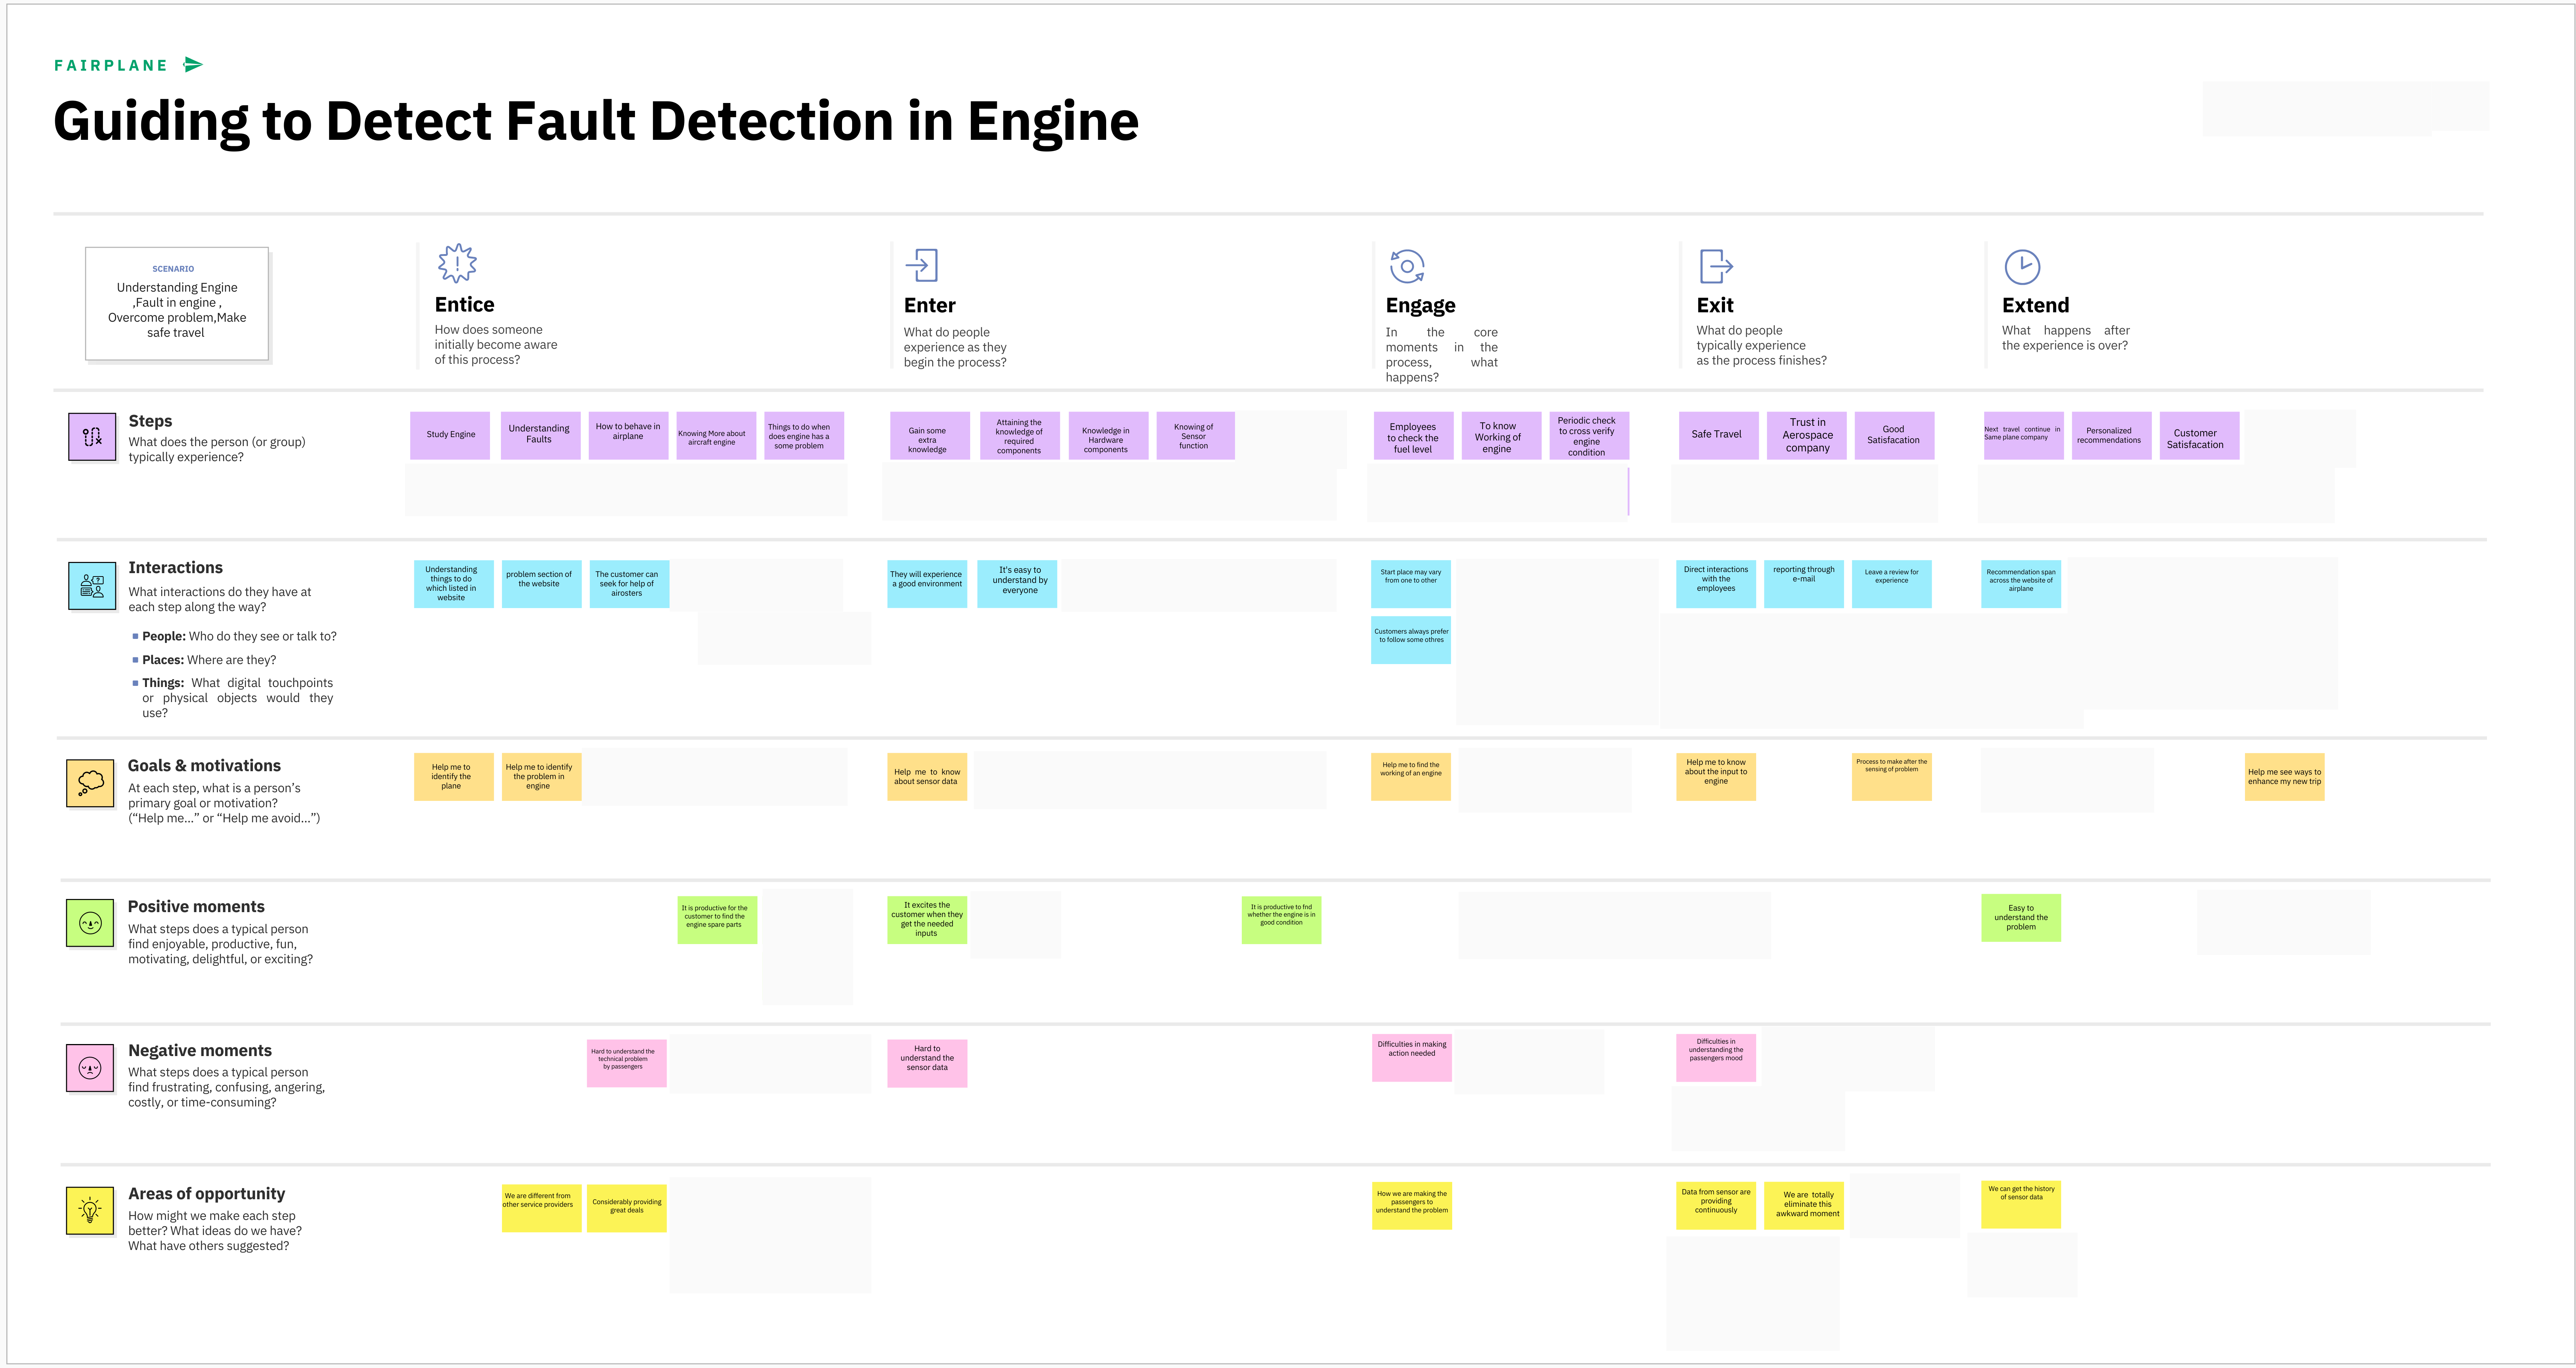 FAIRPLANE
Guiding to Detect Fault Detection in Engine
SCENARIO
Understanding Engine
,Fault in engine ,
Overcome problem,Make
safe travel
Entice
How does someone
initially become aware
of this process?
Enter
What do people
experience as they
begin the process?
Engage
In the core
moments in the
process, what
happens?
Exit
What do people
typically experience
as the process finishes?
Extend
What happens after
the experience is over?
Steps
What does the person (or group)
typically experience?
Study Engine
Understanding
Faults
How to behave in
airplane
Knowing More about
aircraft engine
Things to do when
does engine has a
some problem
Gain some
extra
knowledge
Attaining the
knowledge of
required
components
Knowledge in
Hardware
components
Knowing of
Sensor
function
Employees
to check the
fuel level
To know
Working of
engine
Periodic check
to cross verify
engine
condition
Safe Travel
Trust in
Aerospace
company
Good
Satisfacation
Next travel continue in
Same plane company
Personalized
recommendations
Customer
Satisfacation
Interactions
What interactions do they have at
each step along the way?
People: Who do they see or talk to?
Places: Where are they?
Things: What digital touchpoints
or physical objects would they
use?
Understanding
things to do
which listed in
website
problem section of
the website
The customer can
seek for help of
airosters
They will experience
a good environment
It's easy to
understand by
everyone
Start place may vary
from one to other
Customers always prefer
to follow some othres
Direct interactions
with the
employees
reporting through
e-mail
Leave a review for
experience
Recommendation span
across the website of
airplane
Goals & motivations
At each step, what is a person's
primary goal or motivation?
("Help me..." or "Help me avoid...")
Help me to
identify the
plane
Help me to identify
the problem in
engine
Help me to know
about sensor data
Help me to find the
working of an engine
Help me to know
about the input to
engine
Process to make after the
sensing of problem
Help me see ways to
enhance my new trip
Positive moments
What steps does a typical person
find enjoyable, productive, fun,
motivating, delightful, or exciting?
It is productive for the
customer to find the
engine spare parts
It excites the
customer when they
get the needed
inputs
It is productive to fnd
whether the engine is in
good condition
Easy to
understand the
problem
Negative moments
What steps does a typical person
find frustrating, confusing, angering,
costly, or time-consuming?
Hard to understand the
technical problem
by passengers
Hard to
understand the
sensor data
Difficulties in making
action needed
Difficulties in
understanding the
passengers mood
Areas of opportunity
How might we make each step
better? What ideas do we have?
What have others suggested?
We are different from
other service providers
Considerably providing
great deals
How we are making the
passengers to
understand the problem
Data from sensor are
providing
continuously
We are totally
eliminate this
awkward moment
We can get the history
of sensor data